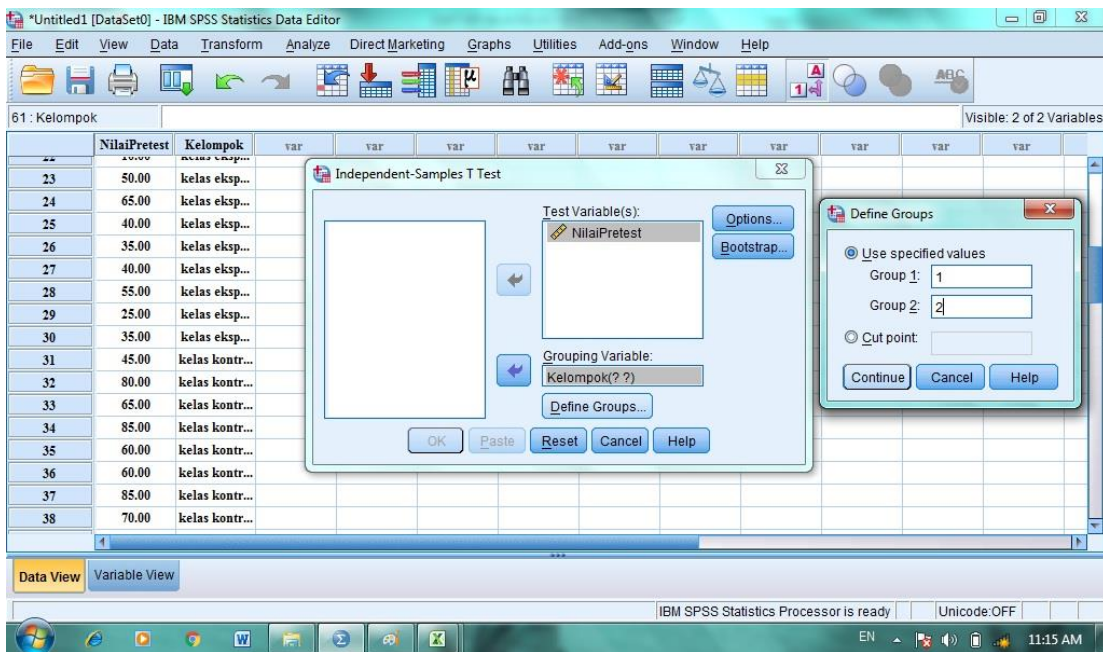 *Untitled1 [DataSet0] - IBM SPSS Statistics Data Editor
File Edit View Data Transform Analyze Direct Marketing Graphs Utilities Add-ons Window Help
61 : Kelompok
Visible: 2 of 2 Variables
NilaiPretest Kelompok var var var var var var var var var
23 50.00 kelas eksp...
24 65.00 kelas eksp...
25 40.00 kelas eksp...
26 35.00 kelas eksp...
27 40.00 kelas eksp...
28 55.00 kelas eksp...
29 25.00 kelas eksp...
30 35.00 kelas eksp...
31 45.00 kelas kontr...
32 80.00 kelas kontr...
33 65.00 kelas kontr...
34 85.00 kelas kontr...
35 60.00 kelas kontr...
36 60.00 kelas kontr...
37 85.00 kelas kontr...
38 70.00 kelas kontr...
Independent-Samples T Test
Test Variable(s):
NilaiPretest
Options...
Bootstrap...
Grouping Variable:
Kelompok(? ?)
Define Groups...
OK Paste Reset Cancel Help
Define Groups
Use specified values
Group 1: 1
Group 2: 2
Cut point:
Continue Cancel Help
Data View Variable View
IBM SPSS Statistics Processor is ready Unicode:OFF
EN 11:15 AM